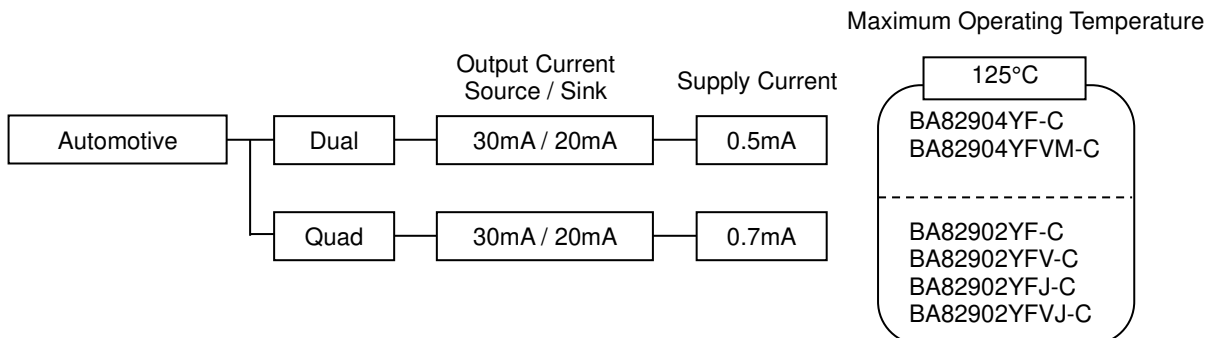 Maximum Operating Temperature
Output Current
Source / Sink
Supply Current
125°C
Automotive
Dual
30mA / 20mA
0.5mA
BA82904YF-C
BA82904YFVM-C
Quad
30mA / 20mA
0.7mA
BA82902YF-C
BA82902YFV-C
BA82902YFJ-C
BA82902YFVJ-C